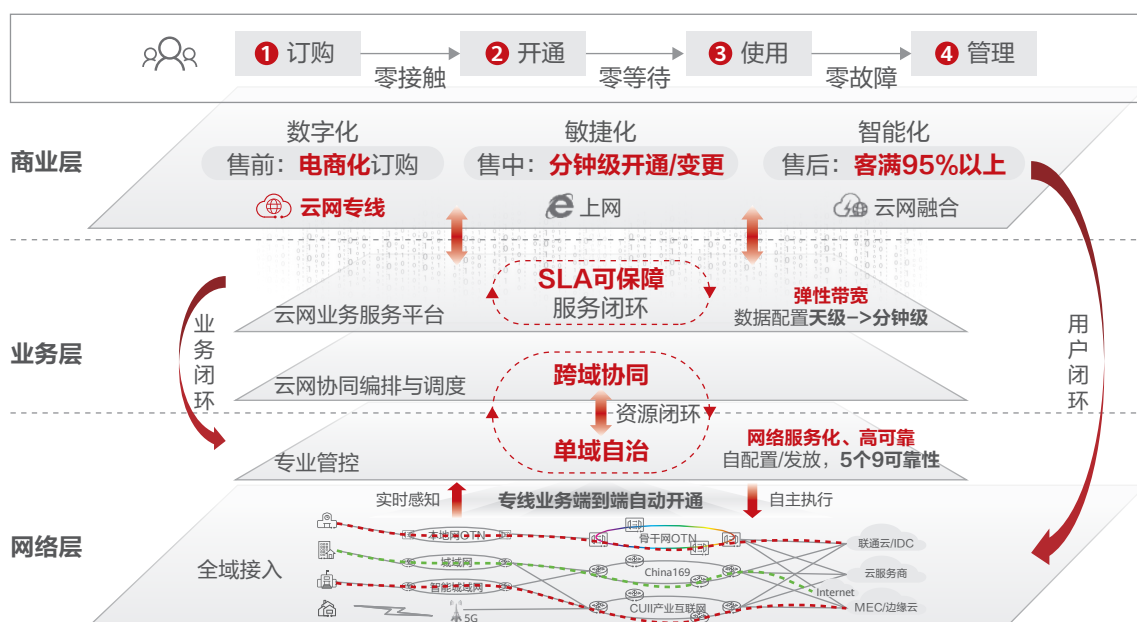 1 订购
2 开通
3 使用
4 管理
零接触
零等待
零故障
商业层
数字化
敏捷化
智能化
售前：电商化订购
售中：分钟级开通/变更
售后：客满95%以上
云网专线
上网
云网融合
业务层
业务闭环
用户闭环
SLA可保障
服务闭环
弹性带宽
数据配置天级->分钟级
云网业务服务平台
云网协同编排与调度
跨域协同
资源闭环
单域自治
专业管控
网络服务化、高可靠
自配置/发放，5个9可靠性
网络层
实时感知
专线业务端到端自动开通
自主执行
全域接入
本地网OTN
骨干网OTN
联通云/IDC
城域网
China169
云服务商
智能城域网
Internet
5G
CUII产业互联网
MEC/边缘云